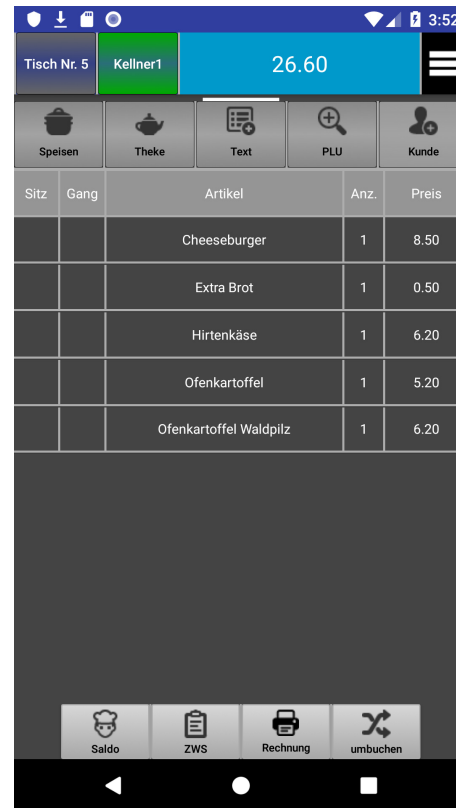 3:52
Tisch Nr. 5 Kellner1 26.60
Speisen Theke Text PLU Kunde
Sitz Gang Artikel Anz. Preis
Cheeseburger 1 8.50
Extra Brot 1 0.50
Hirtenkäse 1 6.20
Ofenkartoffel 1 5.20
Ofenkartoffel Waldpilz 1 6.20
Saldo ZWS Rechnung umbuchen